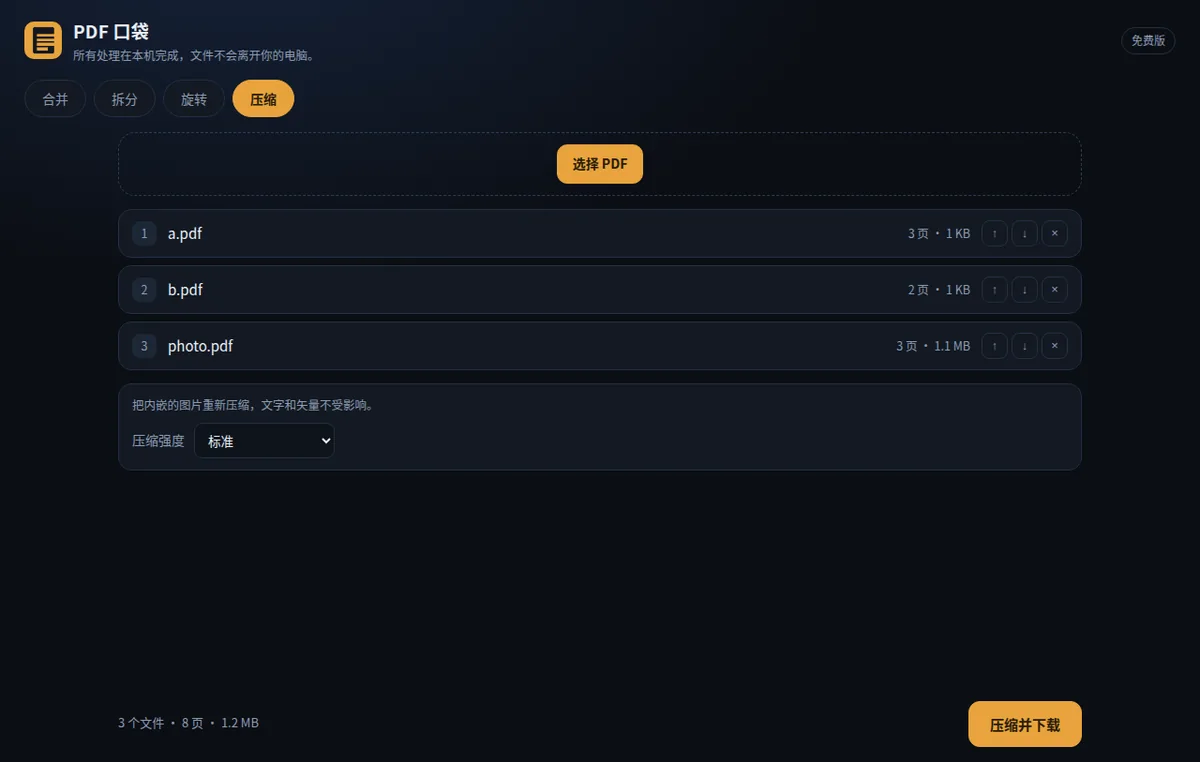 PDF 口袋
所有处理在本机完成，文件不会离开你的电脑。
免费版
合并 拆分 旋转 压缩
选择 PDF
1 a.pdf 3 页 · 1 KB ↑ ↓ ×
2 b.pdf 2 页 · 1 KB ↑ ↓ ×
3 photo.pdf 3 页 · 1.1 MB ↑ ↓ ×
把内嵌的图片重新压缩，文字和矢量不受影响。
压缩强度 标准
3 个文件 · 8 页 · 1.2 MB 压缩并下载